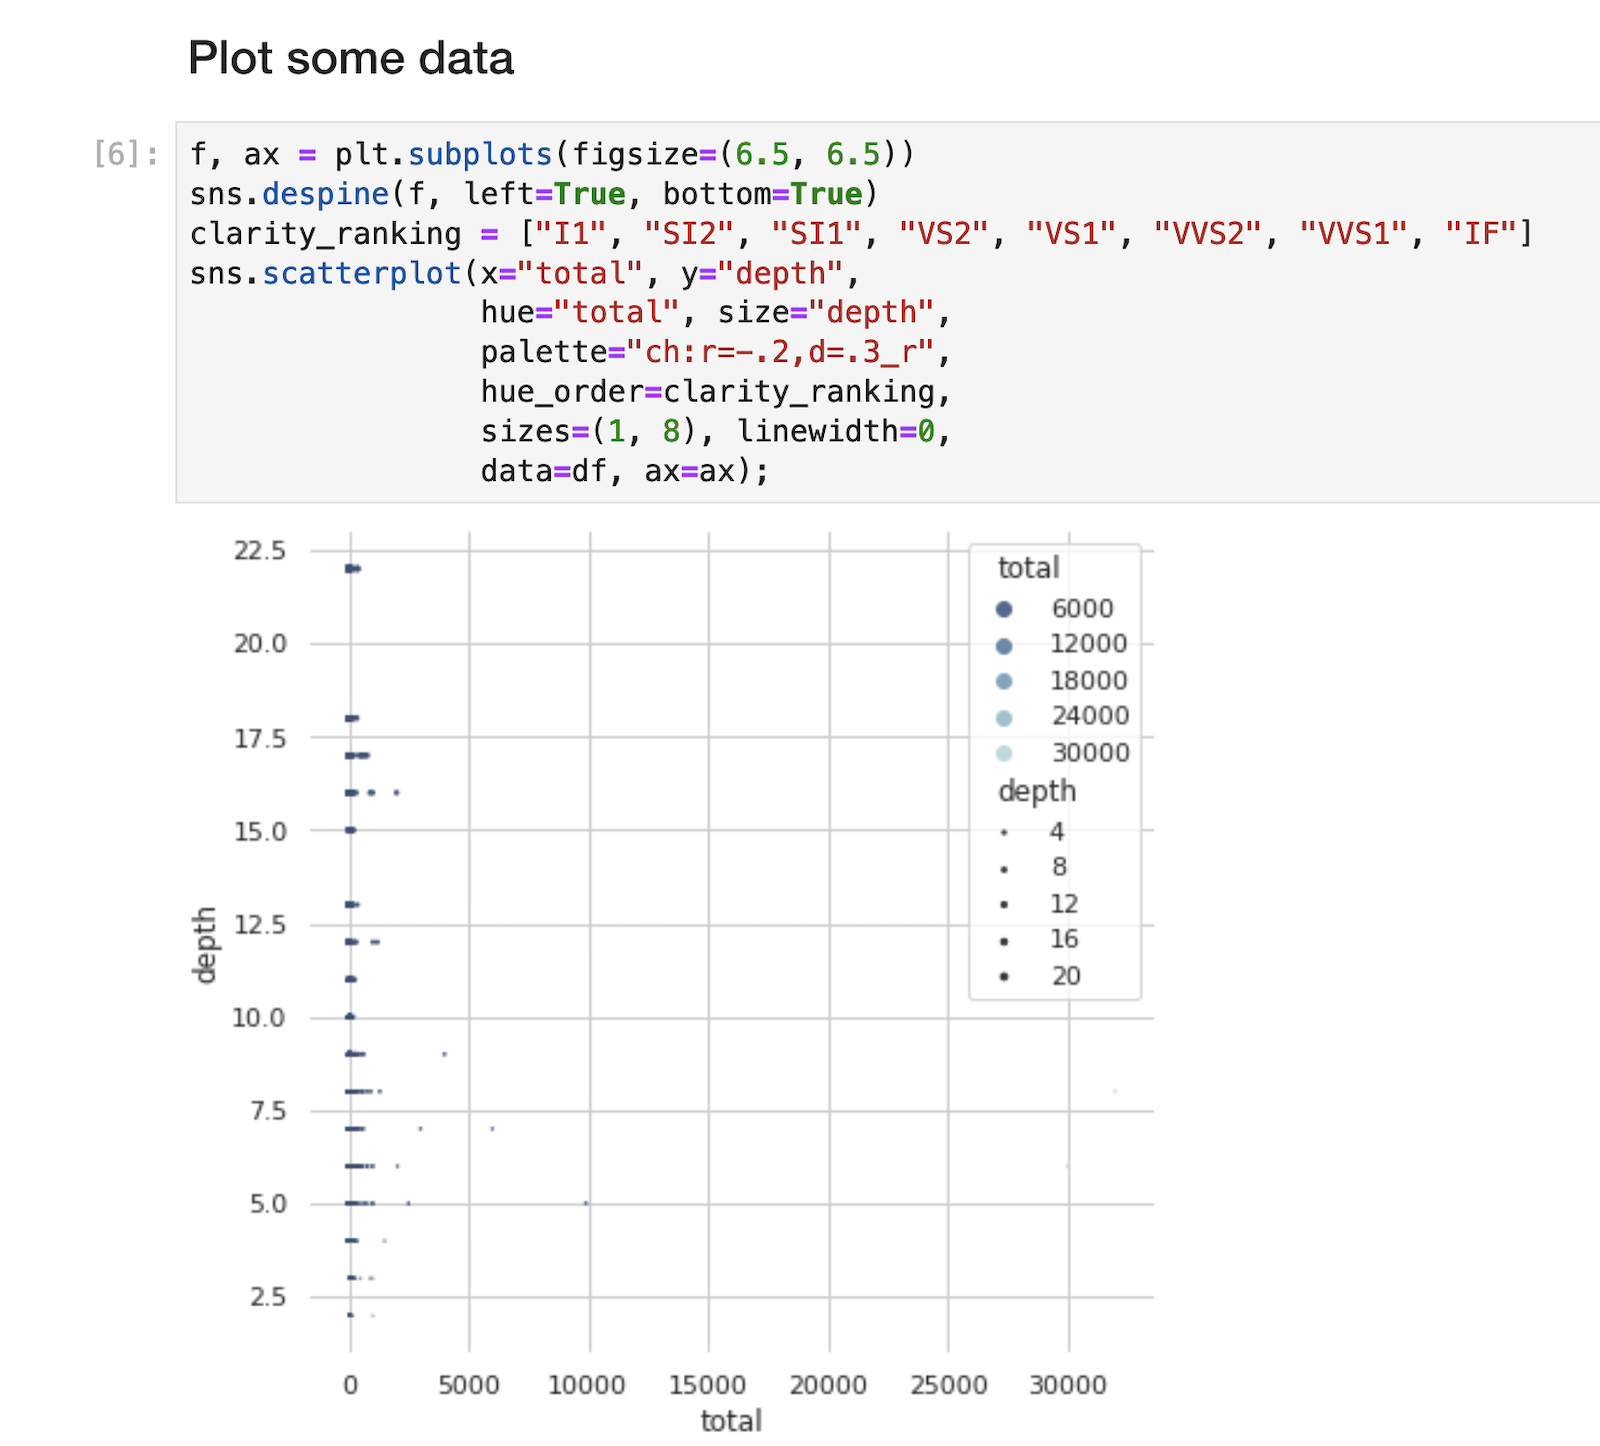 Plot some data
[6]:
f, ax = plt.subplots(figsize=(6.5, 6.5))
sns.despine(f, left=True, bottom=True)
clarity_ranking = ["I1", "SI2", "SI1", "VS2", "VS1", "VVS2", "VVS1", "IF"]
sns.scatterplot(x="total", y="depth",
hue="total", size="depth",
palette="ch:r=-.2,d=.3_r",
hue_order=clarity_ranking,
sizes=(1, 8), linewidth=0,
data=df, ax=ax);
22.5
20.0
17.5
15.0
12.5
10.0
7.5
5.0
2.5
depth
total
6000
12000
18000
24000
30000
depth
4
8
12
16
20
0 5000 10000 15000 20000 25000 30000
total